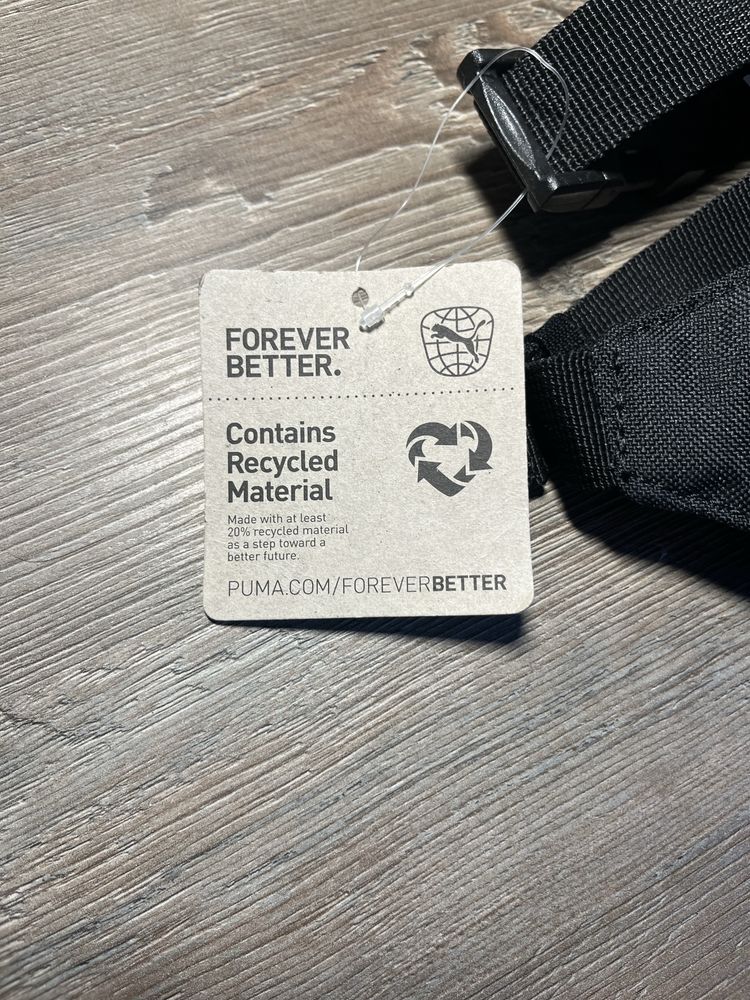 FOREVER
BETTER.
Contains
Recycled
Material
Made with at least
20% recycled material
as a step toward a
better future.
PUMA.COM/FOREVERBETTER